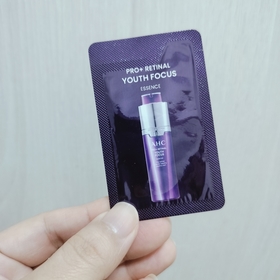 PRO+ RETINAL
YOUTH FOCUS
ESSENCE
AHC